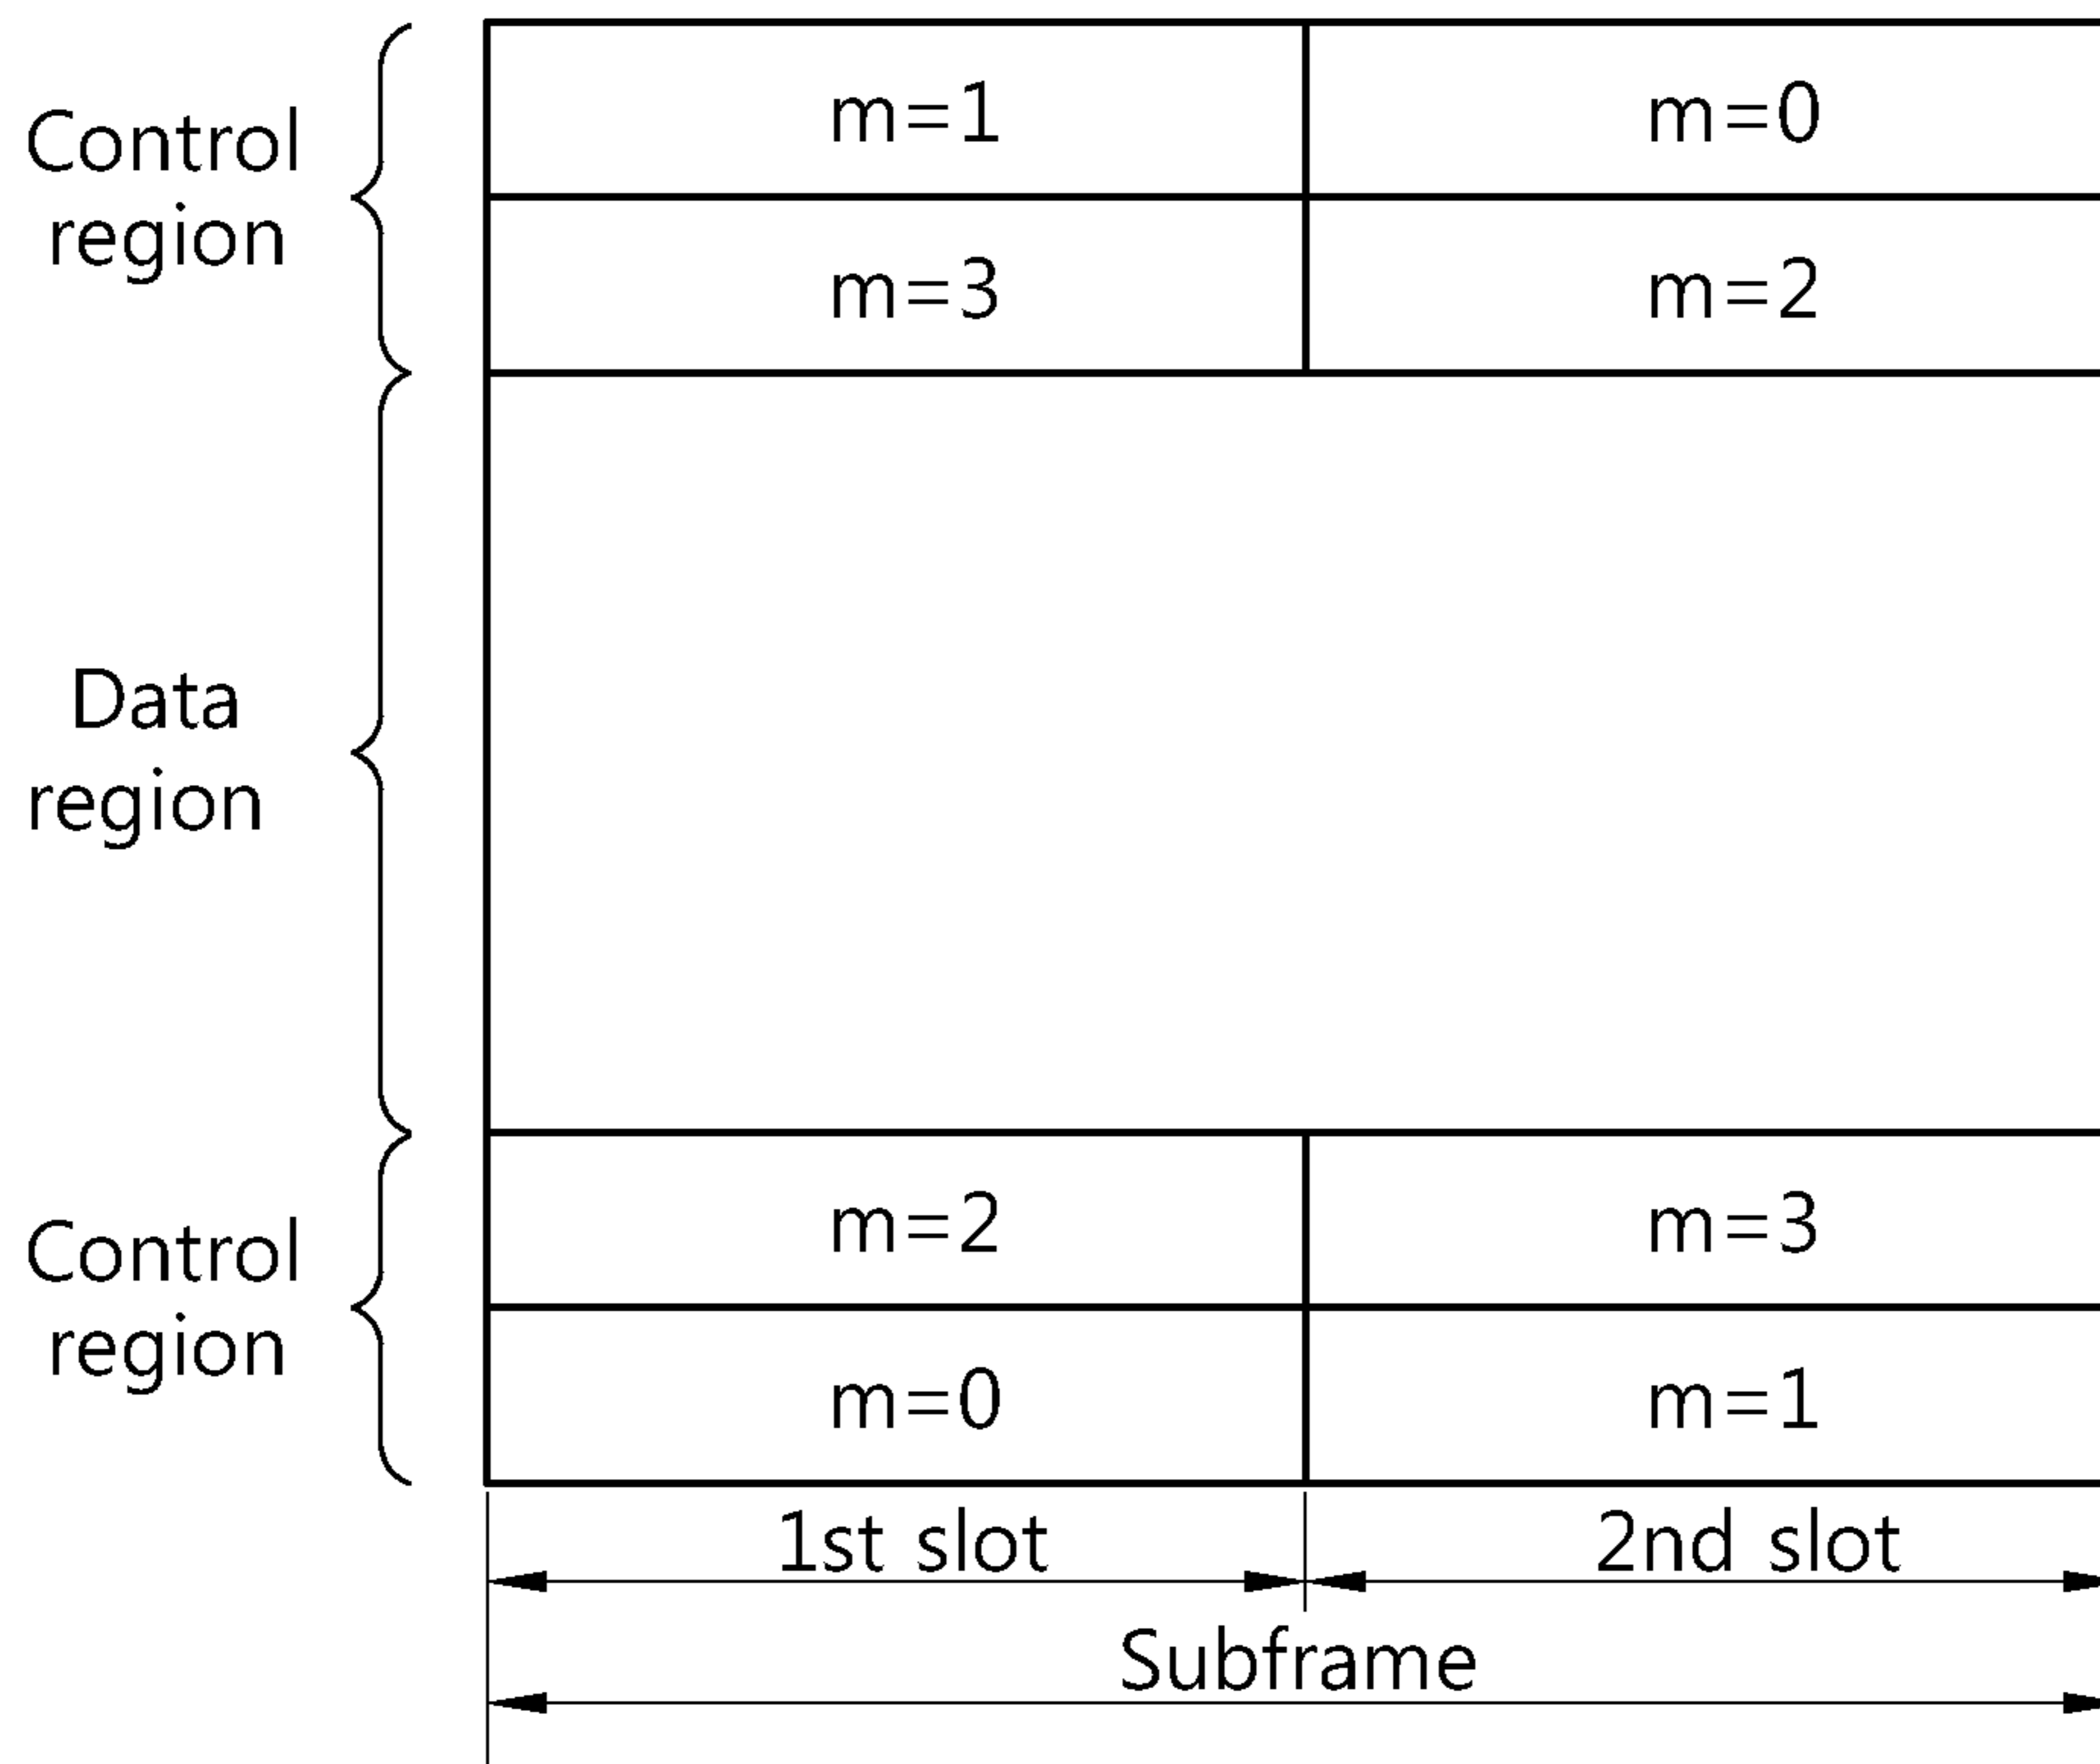 Control
region
m=1
m=0
m=3
m=2
Data
region
Control
region
m=2
m=3
m=0
m=1
1st slot
2nd slot
Subframe